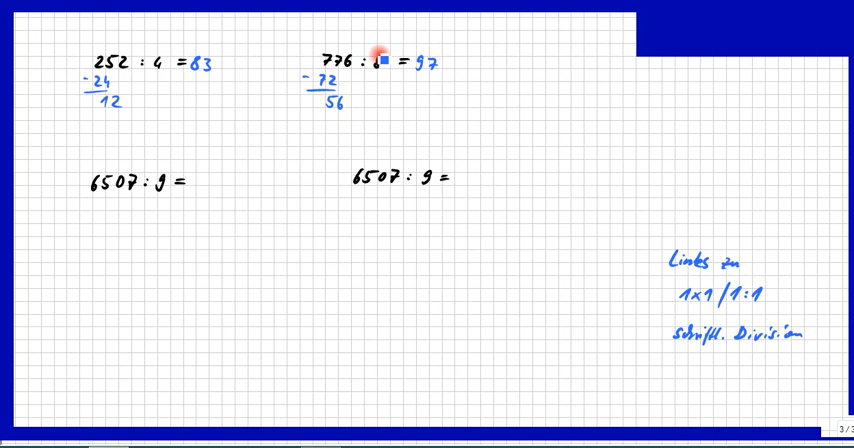 252 : 4 = 83
-24
12
776 : = 97
- 72
56
6507 : 9 =
6507 : 9 =
Links zu
1x1 / 1:1
Schriftl. Division
3 / 3